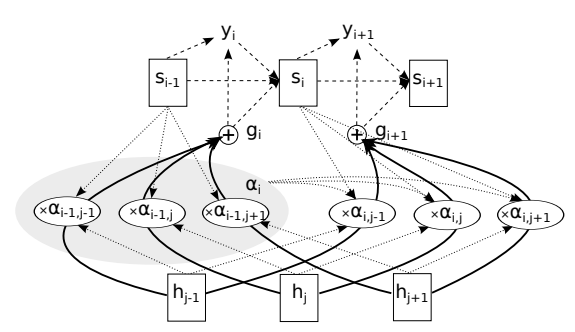 y_i y_{i+1}
s_{i-1} s_i s_{i+1}
+ g_i + g_{i+1}
α_i
×α_{i-1,j-1} ×α_{i-1,j} ×α_{i-1,j+1} ×α_{i,j-1} ×α_{i,j} ×α_{i,j+1}
h_{j-1} h_j h_{j+1}